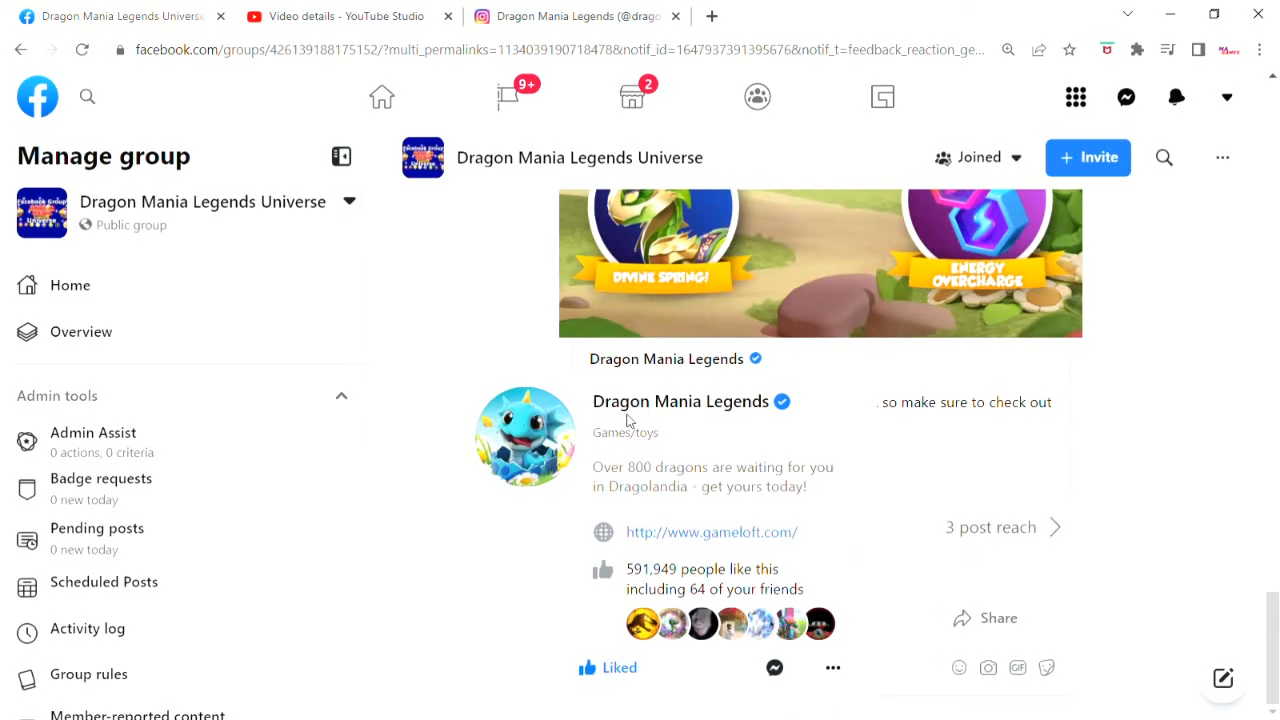 Dragon Mania Legends Universe
Video details - YouTube Studio
Dragon Mania Legends (@drago
facebook.com/groups/426139188175152/?multi_permalinks=1134039190718478&notif_id=1647937391395676&notif_t=feedback_reaction_ge...
9+
2
Manage group
Dragon Mania Legends Universe
Joined
+ Invite
Dragon Mania Legends Universe
Public group
Home
Overview
Admin tools
Admin Assist
0 actions, 0 criteria
Badge requests
0 new today
Pending posts
0 new today
Scheduled Posts
Activity log
Group rules
Member-reported content
DIVINE SPRING!
ENERGY
OVERCHARGE
Dragon Mania Legends
Dragon Mania Legends
. so make sure to check out
Games/toys
Over 800 dragons are waiting for you
in Dragolandia - get yours today!
http://www.gameloft.com/
3 post reach
591,949 people like this
including 64 of your friends
Share
Liked
GIF